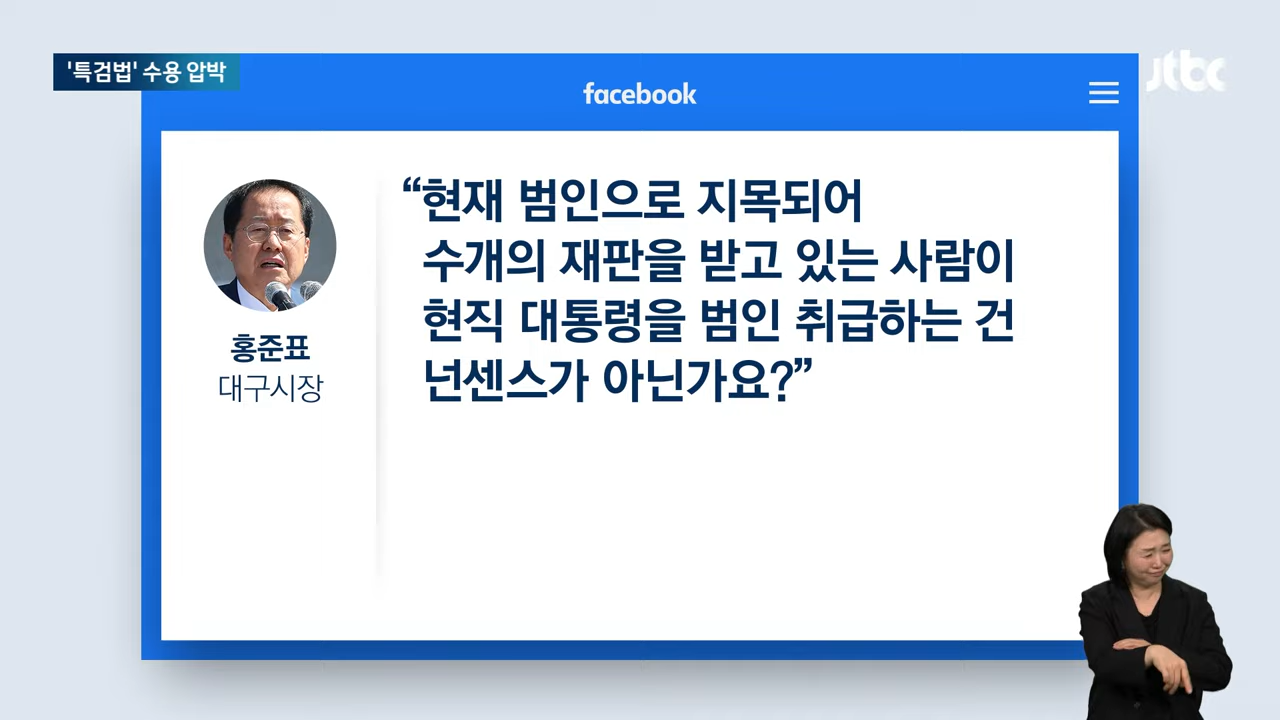 '특검법' 수용 압박
jtbc
facebook
“현재 범인으로 지목되어
수개의 재판을 받고 있는 사람이
현직 대통령을 범인 취급하는 건
넌센스가 아닌가요?”
홍준표
대구시장